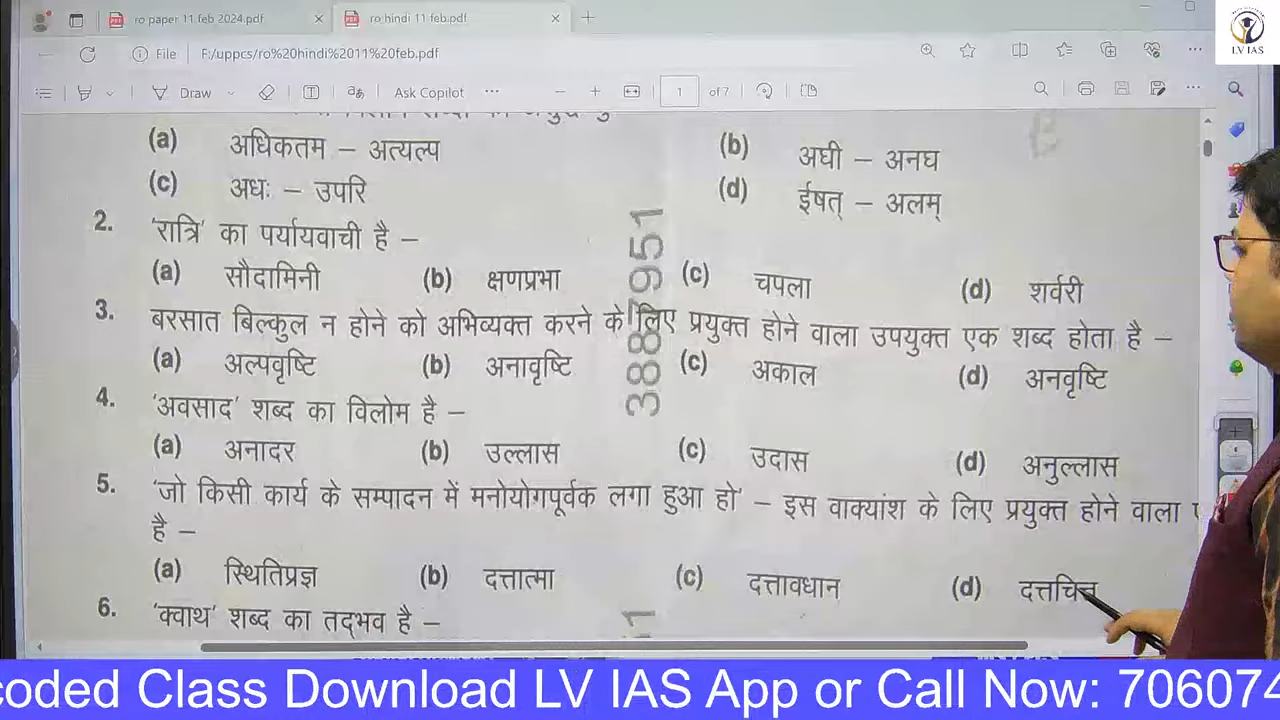 ro paper 11 feb 2024.pdf
ro hindi 11 feb.pdf
LV IAS
File
F:/uppcs/ro%20hindi%2011%20feb.pdf
Draw
Ask Copilot
1 of 7
(a) अधिकतम – अत्यल्प (b) अघी – अनघ
(c) अधः – उपरि (d) ईषत् – अलम्
2. 'रात्रि' का पर्यायवाची है –
(a) सौदामिनी (b) क्षणप्रभा (c) चपला (d) शर्वरी
3. बरसात बिल्कुल न होने को अभिव्यक्त करने के लिए प्रयुक्त होने वाला उपयुक्त एक शब्द होता है –
(a) अल्पवृष्टि (b) अनावृष्टि (c) अकाल (d) अनवृष्टि
4. 'अवसाद' शब्द का विलोम है –
(a) अनादर (b) उल्लास (c) उदास (d) अनुल्लास
5. 'जो किसी कार्य के सम्पादन में मनोयोगपूर्वक लगा हुआ हो' – इस वाक्यांश के लिए प्रयुक्त होने वाला
है –
(a) स्थितिप्रज्ञ (b) दत्तात्मा (c) दत्तावधान (d) दत्तचित्त
6. 'क्वाथ' शब्द का तद्भव है –
38877951
coded Class Download LV IAS App or Call Now: 706074